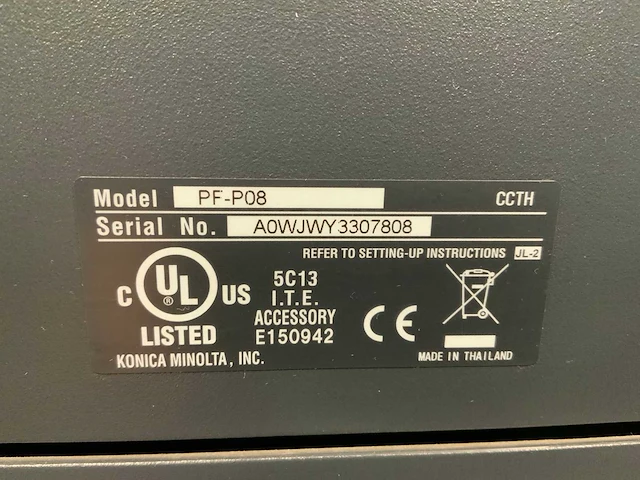 Model PF-P08 CCTH
Serial No. A0WJWY3307808
REFER TO SETTING-UP INSTRUCTIONS JL-2
C UL ® US
LISTED
5C13
I.T.E.
ACCESSORY
E150942
CE
KONICA MINOLTA, INC.
MADE IN THAILAND